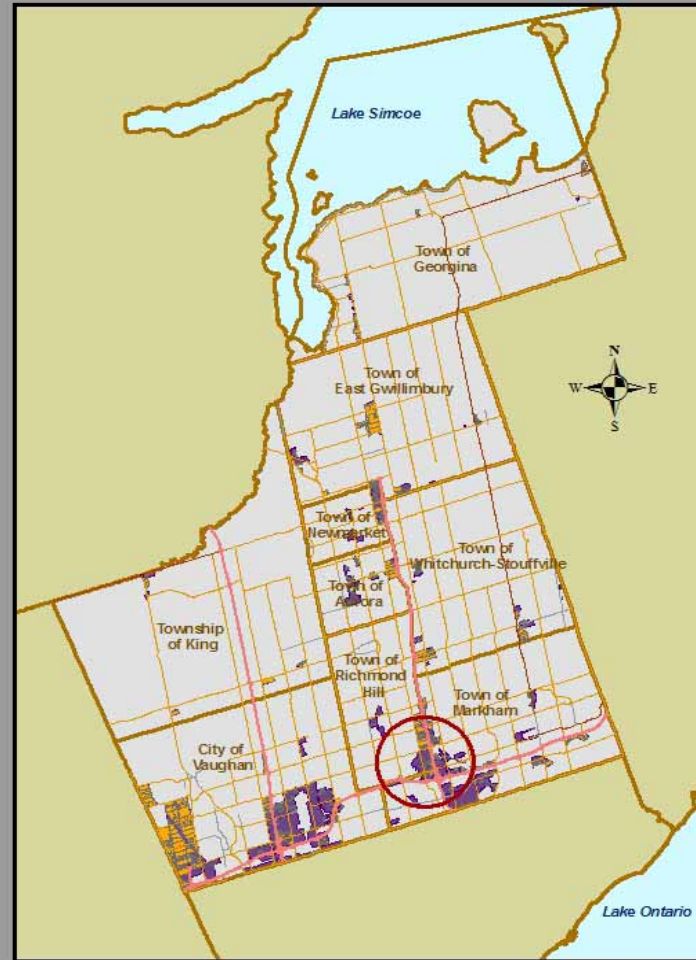 Lake Simcoe
Town of
Georgina
Town of
East Gwillimbury
N
W
E
S
Town of
Newmarket
Town of
Whitchurch-Stouffville
Town of
Aurora
Township
of King
Town of
Richmond
Hill
Town of
Markham
City of
Vaughan
Lake Ontario